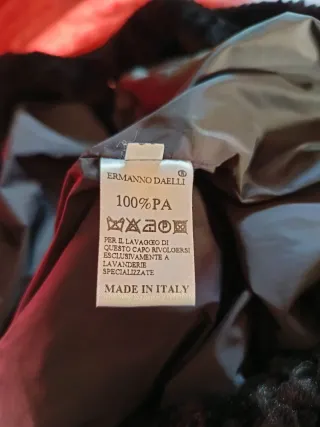 ERMANNO DAELLI ®
100%PA
PER IL LAVAGGIO DI
QUESTO CAPO RIVOLGERSI
ESCLUSIVAMENTE A
LAVANDERIE
SPECIALIZZATE
MADE IN ITALY